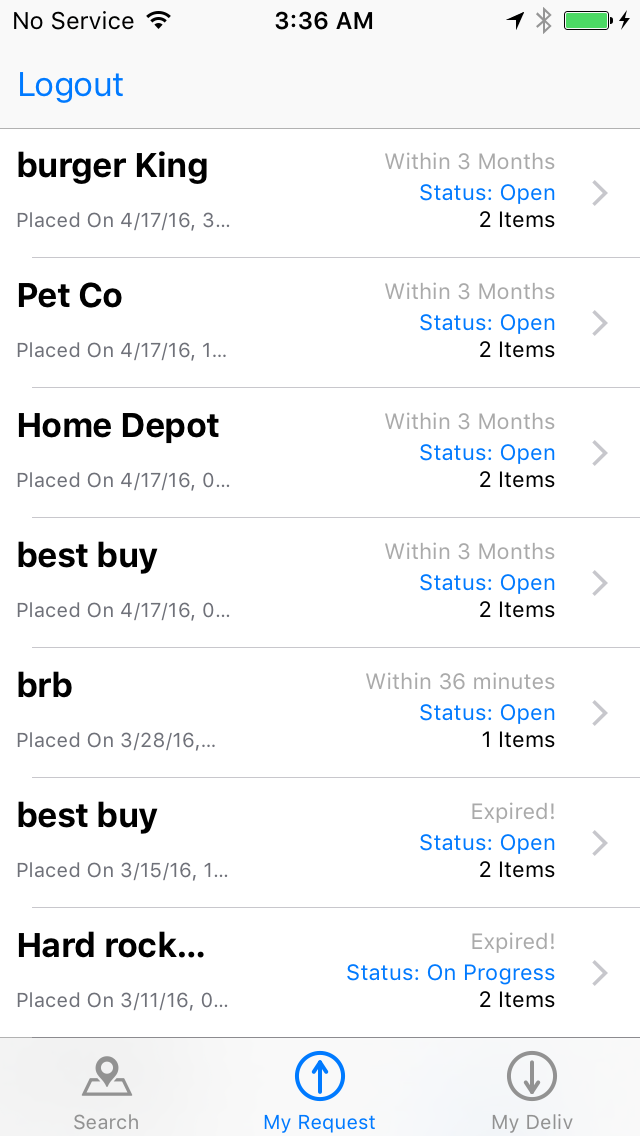 No Service 3:36 AM
Logout
burger King
Within 3 Months
Status: Open
Placed On 4/17/16, 3...
2 Items
Pet Co
Within 3 Months
Status: Open
Placed On 4/17/16, 1...
2 Items
Home Depot
Within 3 Months
Status: Open
Placed On 4/17/16, 0...
2 Items
best buy
Within 3 Months
Status: Open
Placed On 4/17/16, 0...
2 Items
brb
Within 36 minutes
Status: Open
Placed On 3/28/16,...
1 Items
best buy
Expired!
Status: Open
Placed On 3/15/16, 1...
2 Items
Hard rock...
Expired!
Status: On Progress
Placed On 3/11/16, 0...
2 Items
Search My Request My Deliv